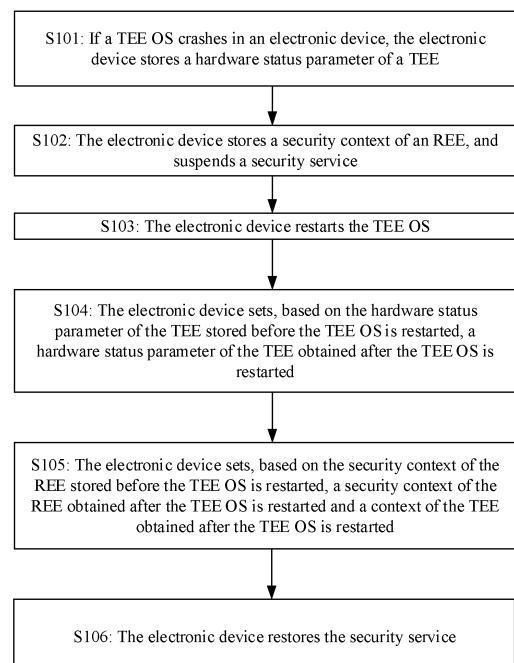 S101: If a TEE OS crashes in an electronic device, the electronic
device stores a hardware status parameter of a TEE
S102: The electronic device stores a security context of an REE, and
suspends a security service
S103: The electronic device restarts the TEE OS
S104: The electronic device sets, based on the hardware status
parameter of the TEE stored before the TEE OS is restarted, a
hardware status parameter of the TEE obtained after the TEE OS is
restarted
S105: The electronic device sets, based on the security context of the
REE stored before the TEE OS is restarted, a security context of the
REE obtained after the TEE OS is restarted and a context of the TEE
obtained after the TEE OS is restarted
S106: The electronic device restores the security service